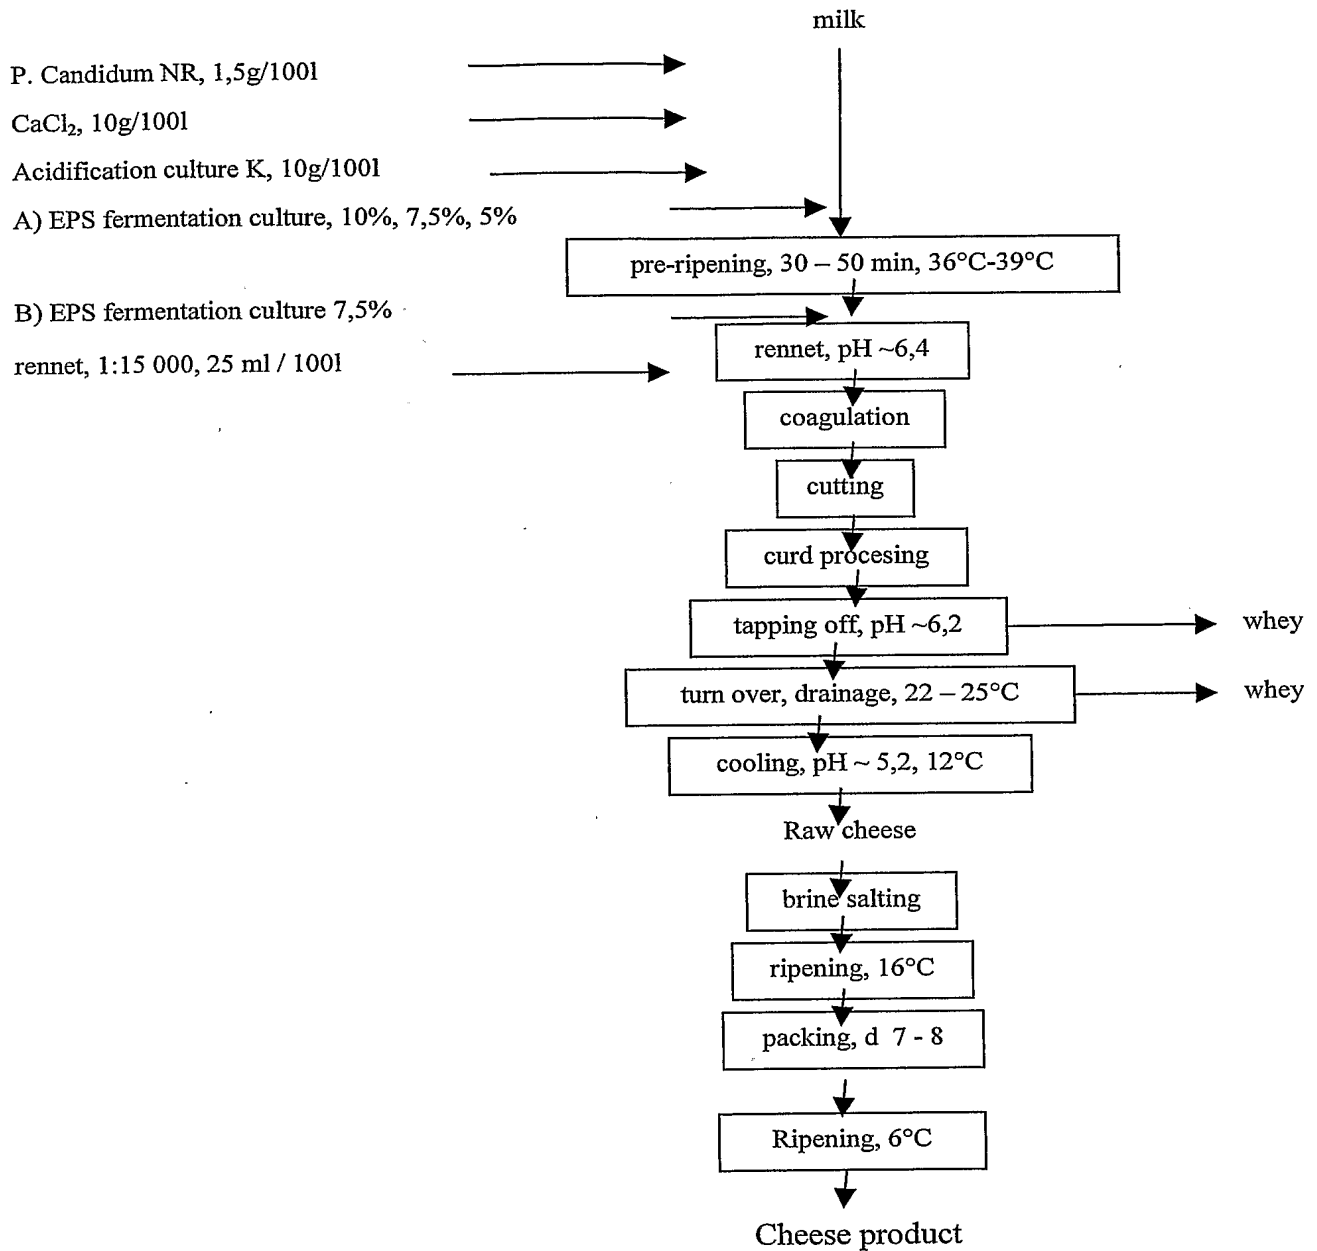 milk
P. Candidum NR, 1,5g/100l
CaCl₂, 10g/100l
Acidification culture K, 10g/100l
A) EPS fermentation culture, 10%, 7,5%, 5%
pre-ripening, 30 – 50 min, 36°C-39°C
B) EPS fermentation culture 7,5%
rennet, pH ~6,4
rennet, 1:15 000, 25 ml / 100l
coagulation
cutting
curd procesing
tapping off, pH ~6,2
whey
turn over, drainage, 22 – 25°C
whey
cooling, pH ~ 5,2, 12°C
Raw cheese
brine salting
ripening, 16°C
packing, d 7 - 8
Ripening, 6°C
Cheese product